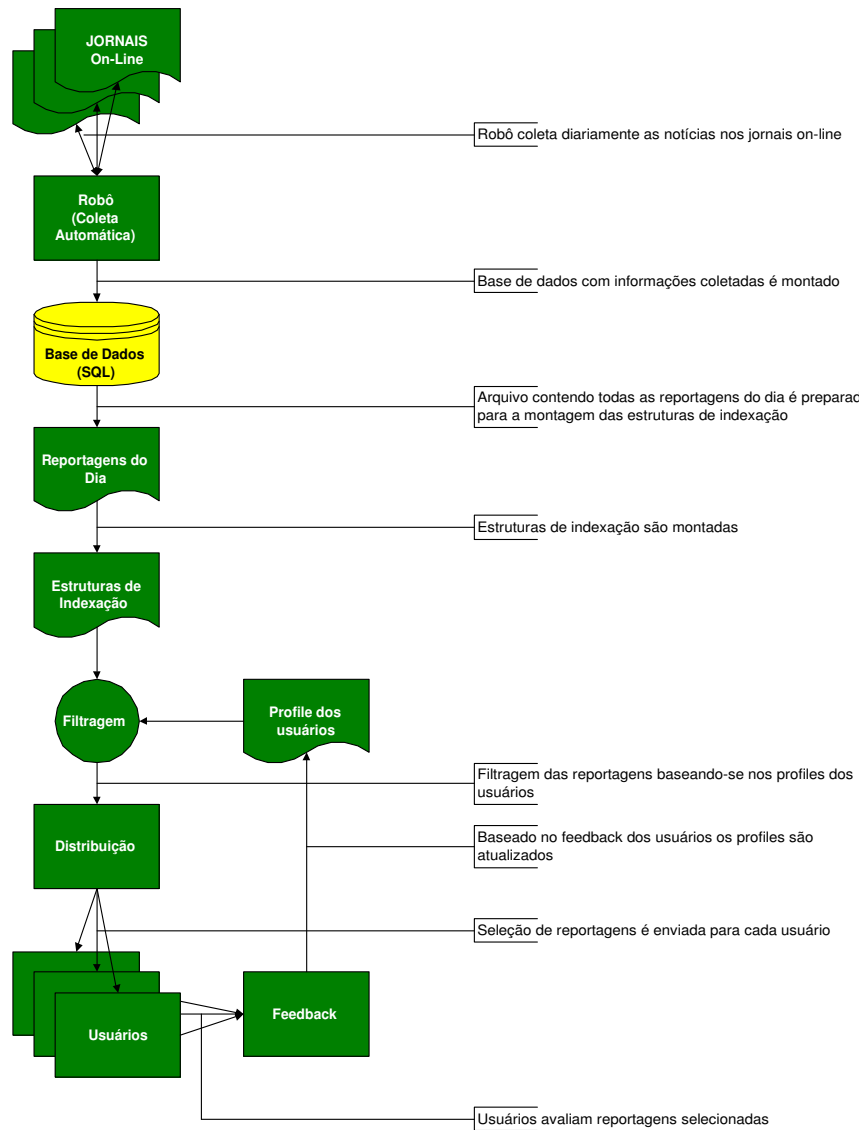 JORNAIS
On-Line
Robô coleta diariamente as notícias nos jornais on-line
Robô
(Coleta
Automática)
Base de dados com informações coletadas é montado
Base de Dados
(SQL)
Arquivo contendo todas as reportagens do dia é preparad
para a montagem das estruturas de indexação
Reportagens do
Dia
Estruturas de indexação são montadas
Estruturas de
Indexação
Filtragem
Profile dos
usuários
Filtragem das reportagens baseando-se nos profiles dos
usuários
Distribuição
Baseado no feedback dos usuários os profiles são
atualizados
Seleção de reportagens é enviada para cada usuário
Usuários
Feedback
Usuários avaliam reportagens selecionadas